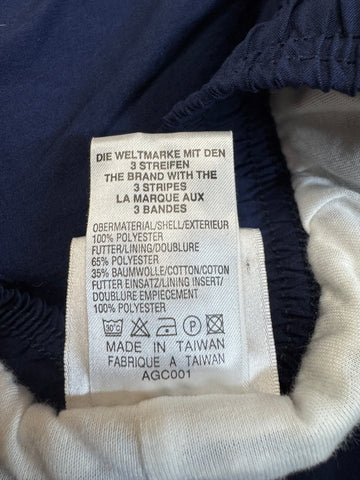 DIE WELTMARKE MIT DEN
3 STREIFEN
THE BRAND WITH THE
3 STRIPES
LA MARQUE AUX
3 BANDES
OBERMATERIAL/SHELL/EXTERIEUR
100% POLYESTER
FUTTER/LINING/DOUBLURE
65% POLYESTER
35% BAUMWOLLE/COTTON/COTON
FUTTER EINSATZ/LINING INSERT/
DOUBLURE EMPIECEMENT
100% POLYESTER
30°C P
MADE IN TAIWAN
FABRIQUE A TAIWAN
AGC001